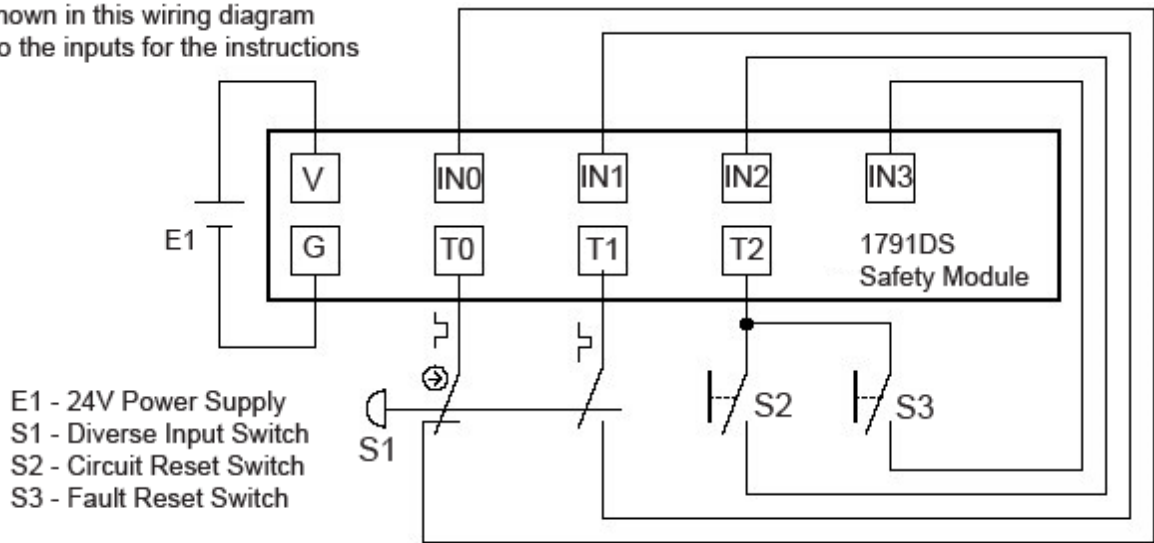 this wiring diagram
the inputs for the instructions
V
IN0
IN1
IN2
IN3
G
T0
T1
T2
E1
1791DS
Safety Module
E1 - 24V Power Supply
S1 - Diverse Input Switch
S2 - Circuit Reset Switch
S3 - Fault Reset Switch
S1
S2
S3